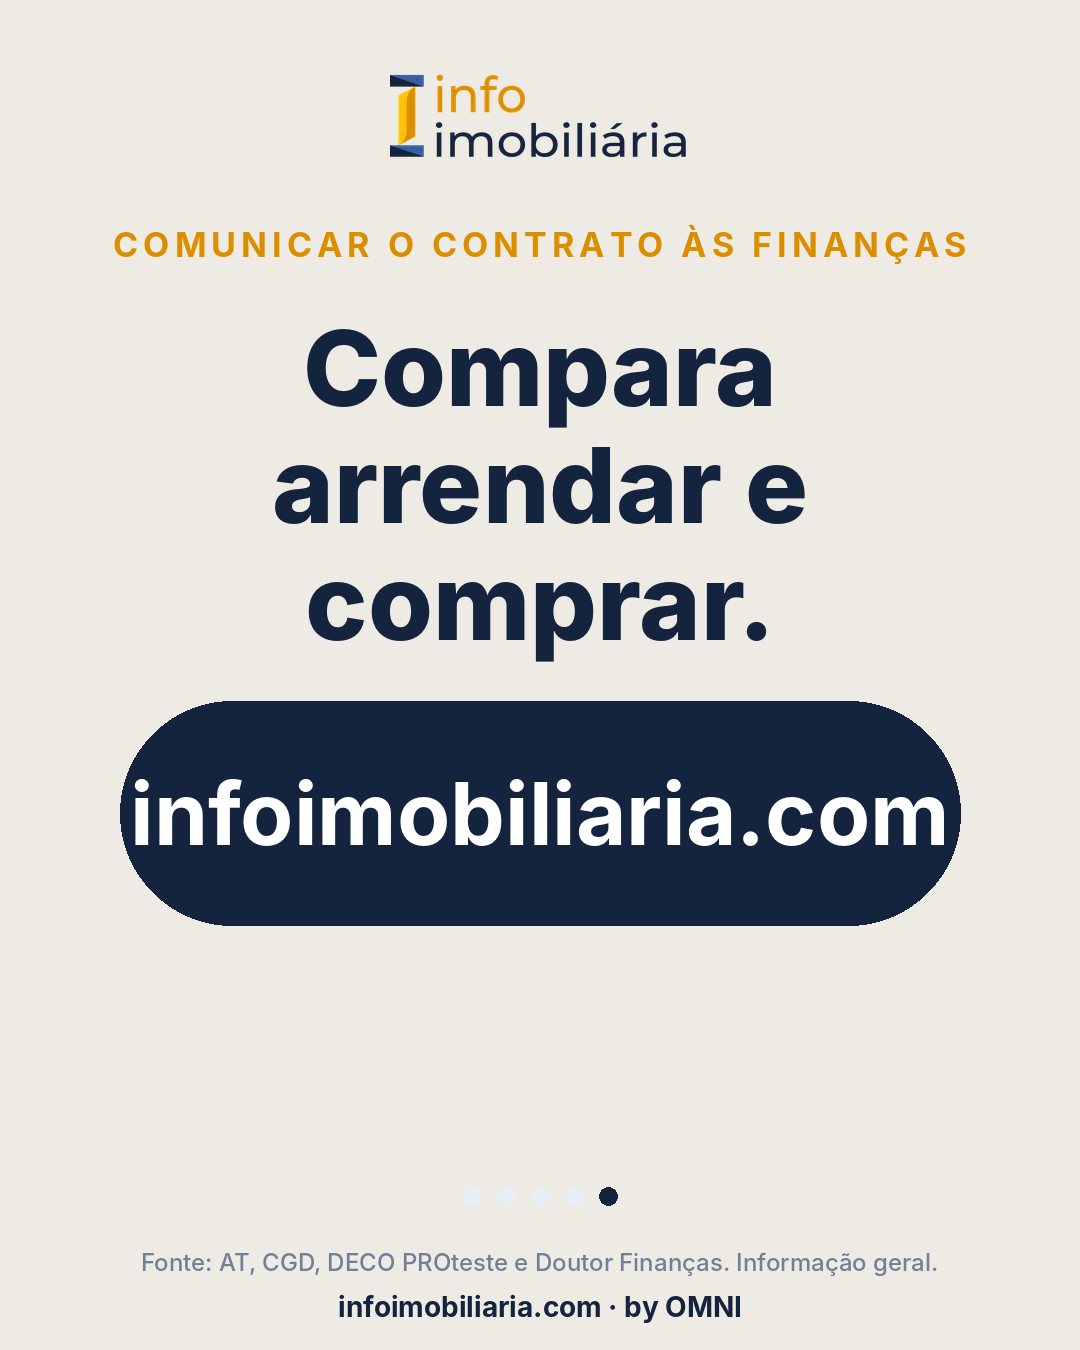 info
imobiliária
COMUNICAR O CONTRATO ÀS FINANÇAS
Compara
arrendar e
comprar.
infoimobiliaria.com
Fonte: AT, CGD, DECO PROteste e Doutor Finanças. Informação geral.
infoimobiliaria.com · by OMNI